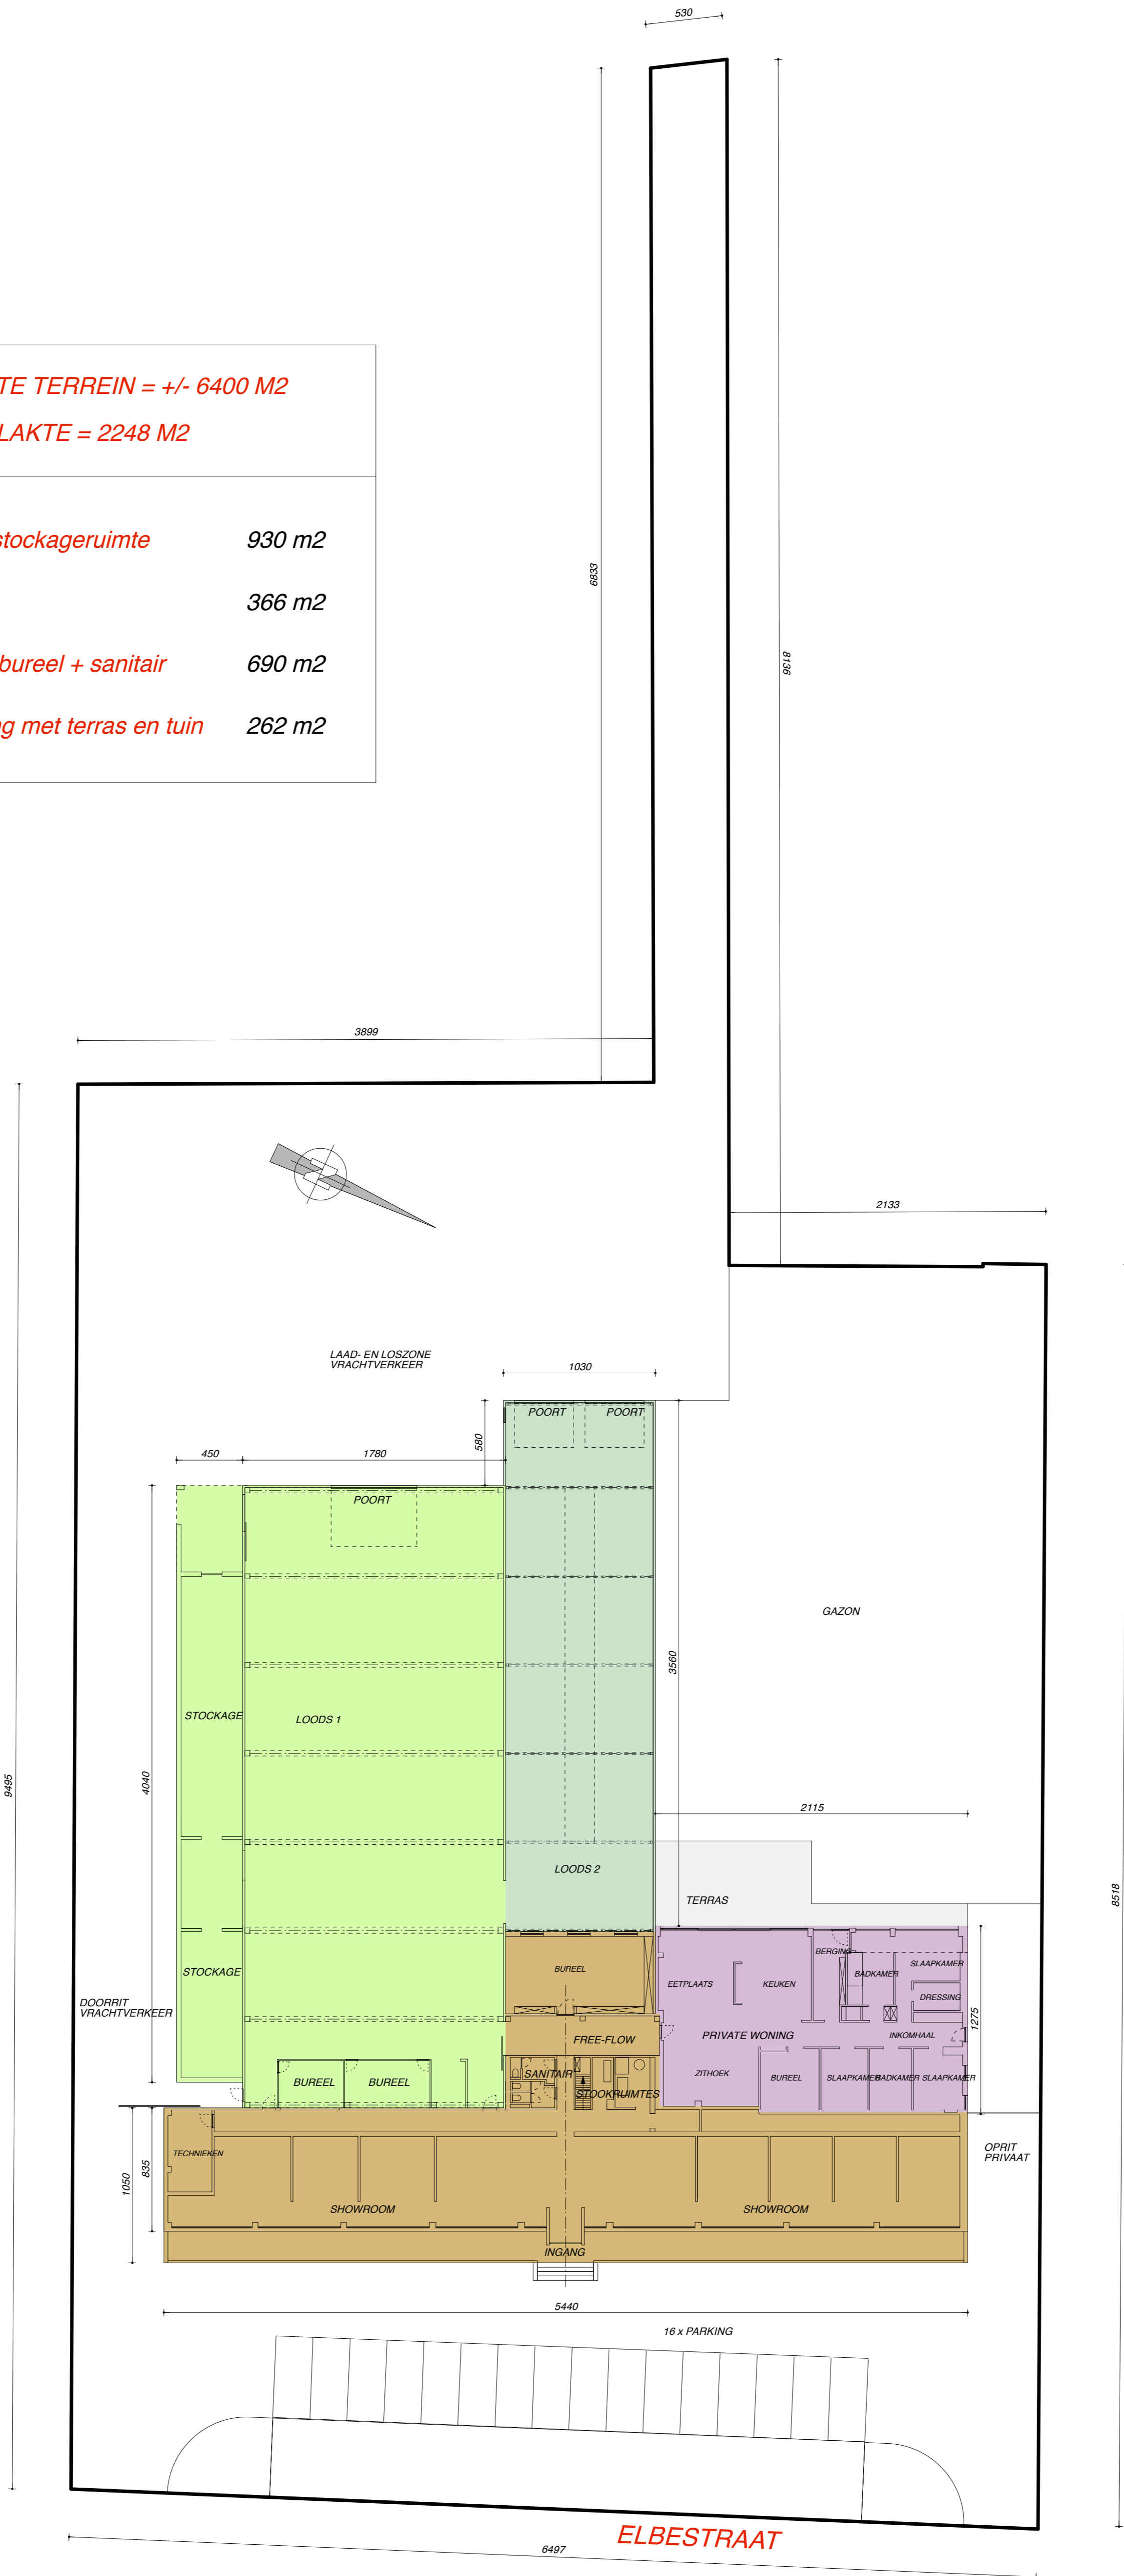 530
TE TERREIN = +/- 6400 M2
LAKTE = 2248 M2
stockageruimte 930 m2
366 m2
bureel + sanitair 690 m2
g met terras en tuin 262 m2
6833
8136
3899
2133
LAAD- EN LOSZONE
VRACHTVERKEER
1030
POORT POORT
580
450
1780
POORT
GAZON
3560
STOCKAGE
LOODS 1
4040
9495
2115
LOODS 2
TERRAS
8518
STOCKAGE
BUREEL
BERGING
EETPLAATS
KEUKEN
BADKAMER
SLAAPKAMER
DRESSING
1275
DOORRIT
VRACHTVERKEER
FREE-FLOW
PRIVATE WONING
INKOMHAAL
SANITAIR
ZITHOEK
BUREEL
SLAAPKAMER
BADKAMER
SLAAPKAMER
BUREEL
BUREEL
STOOKRUIMTES
TECHNIEKEN
OPRIT
PRIVAAT
835
1050
SHOWROOM
SHOWROOM
INGANG
5440
16 x PARKING
ELBESTRAAT
6497